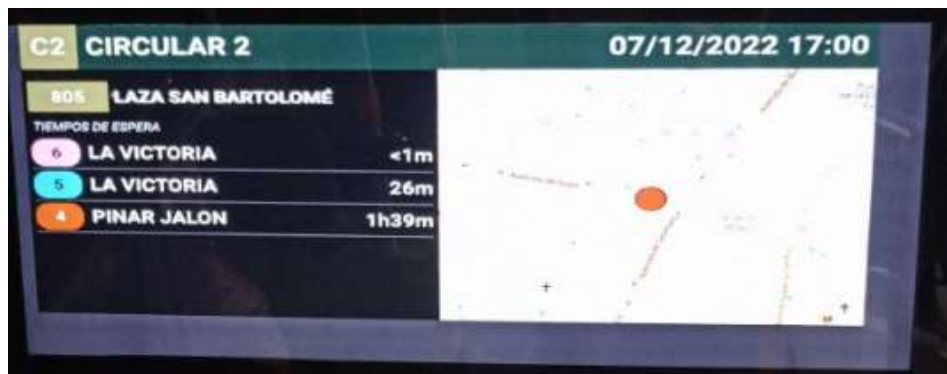 C2 CIRCULAR 2 07/12/2022 17:00
805 LAZA SAN BARTOLOMÉ
TIEMPOS DE ESPERA
6 LA VICTORIA <1m
5 LA VICTORIA 26m
4 PINAR JALON 1h39m